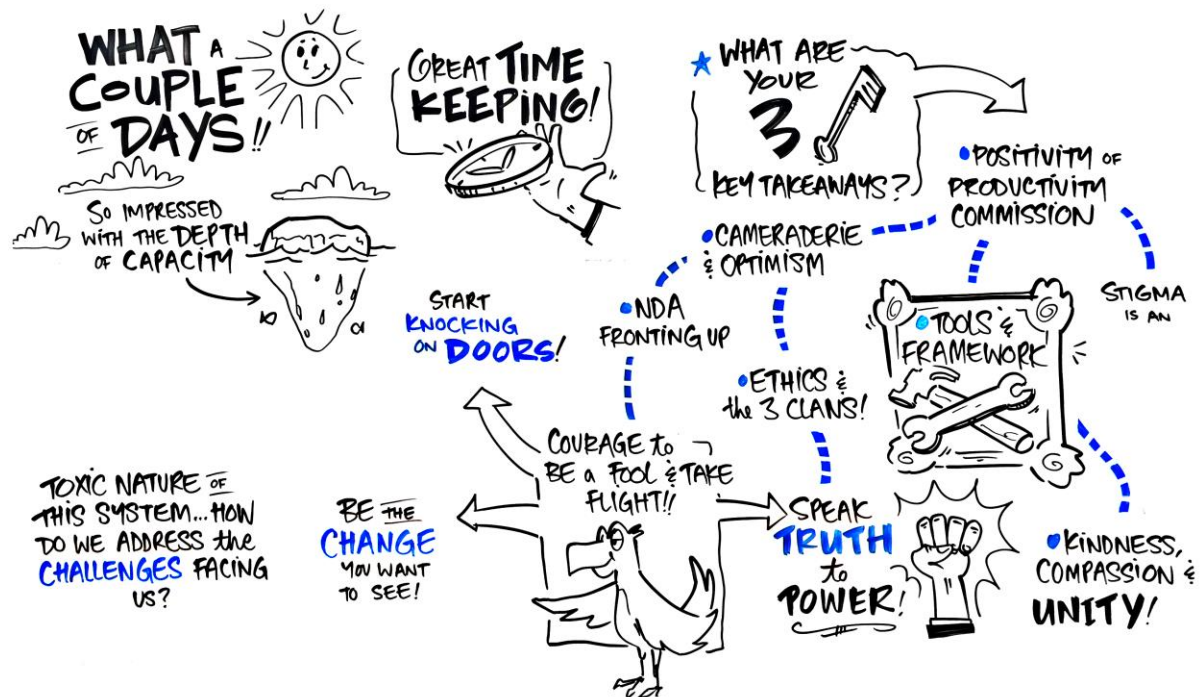 WHAT A
COUPLE
OF DAYS!!
SO IMPRESSED
WITH THE DEPTH
OF CAPACITY
GREAT TIME
KEEPING!
WHAT ARE
YOUR
3
KEY TAKEAWAYS?
POSITIVITY OF
PRODUCTIVITY
COMMISSION
CAMERADERIE
& OPTIMISM
NDA
FRONTING UP
STIGMA
IS AN
TOOLS &
FRAMEWORK
ETHICS &
the 3 CLANS!
START
KNOCKING
ON DOORS!
COURAGE to
BE a FOOL & TAKE
FLIGHT!!
TOXIC NATURE OF
THIS SYSTEM...HOW
DO WE ADDRESS the
CHALLENGES FACING
US?
BE THE
CHANGE
YOU WANT
TO SEE!
SPEAK
TRUTH
to
POWER!
KINDNESS,
COMPASSION &
UNITY!